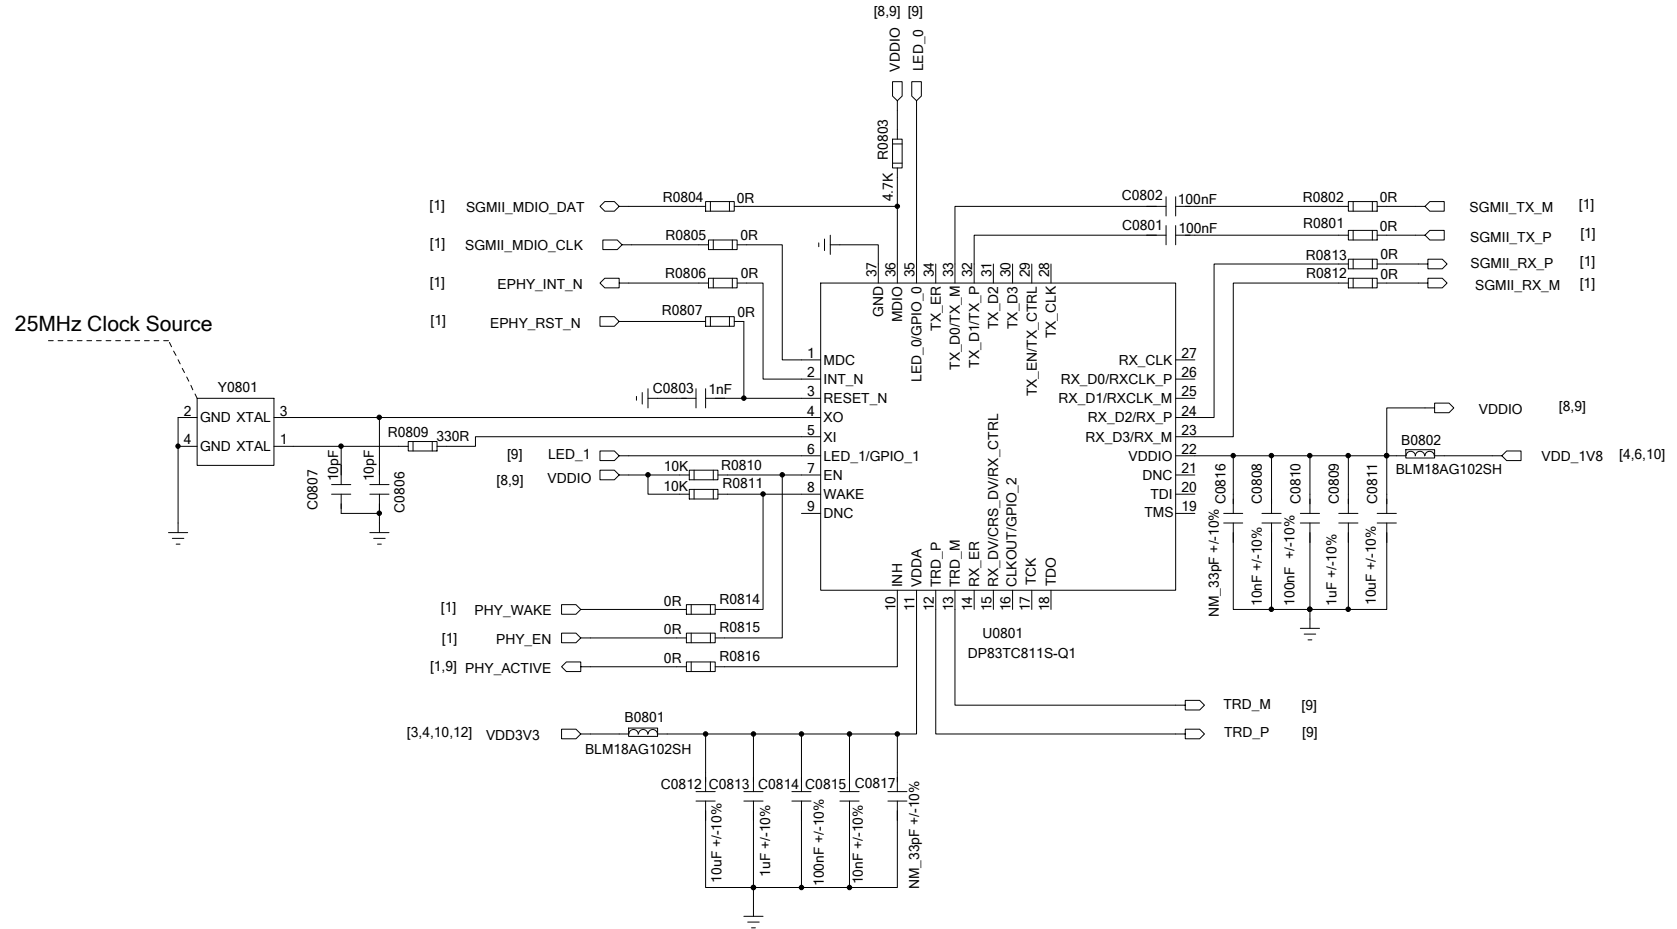 [8,9] [9]
VDDIO
LED_0
R0803
4.7K
[1] SGMII_MDIO_DAT R0804 0R
[1] SGMII_MDIO_CLK R0805 0R
[1] EPHY_INT_N R0806 0R
[1] EPHY_RST_N R0807 0R
C0802 100nF R0802 0R SGMII_TX_M [1]
C0801 100nF R0801 0R SGMII_TX_P [1]
R0813 0R SGMII_RX_P [1]
R0812 0R SGMII_RX_M [1]
37 36 35 34 33 32 31 30 29 28
GND
MDIO
LED_0/GPIO_0
TX_ER
TX_D0/TX_M
TX_D1/TX_P
TX_D2
TX_D3
TX_EN/TX_CTRL
TX_CLK
25MHz Clock Source
Y0801
2 GND XTAL 3
4 GND XTAL 1
C0803 1nF
R0809 330R
C0807 10pF
10pF C0806
1 MDC
2 INT_N
3 RESET_N
4 XO
5 XI
[9] LED_1 6 LED_1/GPIO_1
[8,9] VDDIO 10K R0810 7 EN
10K R0811 8 WAKE
9 DNC
RX_CLK 27
RX_D0/RXCLK_P 26
RX_D1/RXCLK_M 25
RX_D2/RX_P 24
RX_D3/RX_M 23
VDDIO 22
DNC 21
TDI 20
TMS 19
VDDIO [8,9]
B0802
BLM18AG102SH
VDD_1V8 [4,6,10]
NM_33pF +/-10% C0816
10nF +/-10% C0808
100nF +/-10% C0810
1uF +/-10% C0809
10uF +/-10% C0811
INH
VDDA
TRD_P
TRD_M
RX_ER
RX_DV/CRS_DV/RX_CTRL
CLKOUT/GPIO_2
TCK
TDO
10 11 12 13 14 15 16 17 18
U0801
DP83TC811S-Q1
[1] PHY_WAKE 0R R0814
[1] PHY_EN 0R R0815
[1,9] PHY_ACTIVE 0R R0816
TRD_M [9]
TRD_P [9]
[3,4,10,12] VDD3V3 B0801
BLM18AG102SH
C0812 C0813 C0814 C0815 C0817
10uF +/-10%
1uF +/-10%
100nF +/-10%
10nF +/-10%
NM_33pF +/-10%